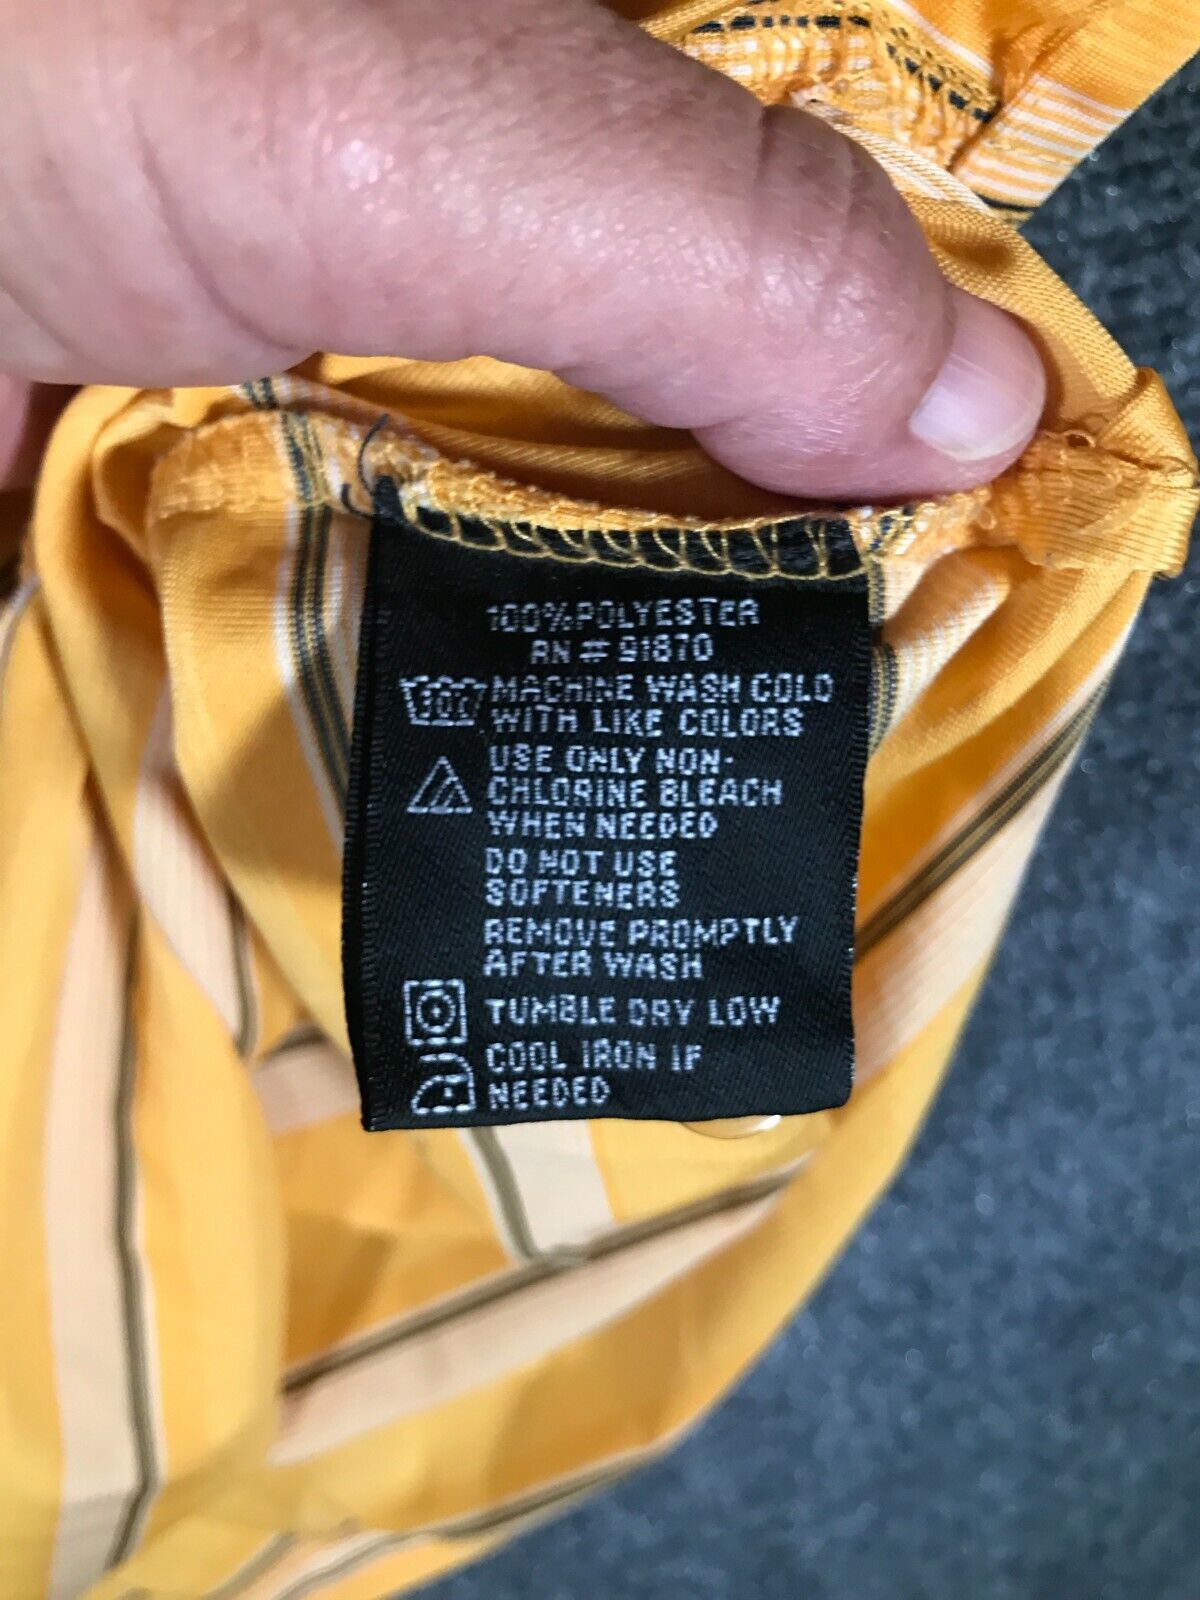 100% POLYESTER
RN # 91870
30C
MACHINE WASH COLD
WITH LIKE COLORS
USE ONLY NON-
CHLORINE BLEACH
WHEN NEEDED
DO NOT USE
SOFTENERS
REMOVE PROMPTLY
AFTER WASH
TUMBLE DRY LOW
COOL IRON IF
NEEDED